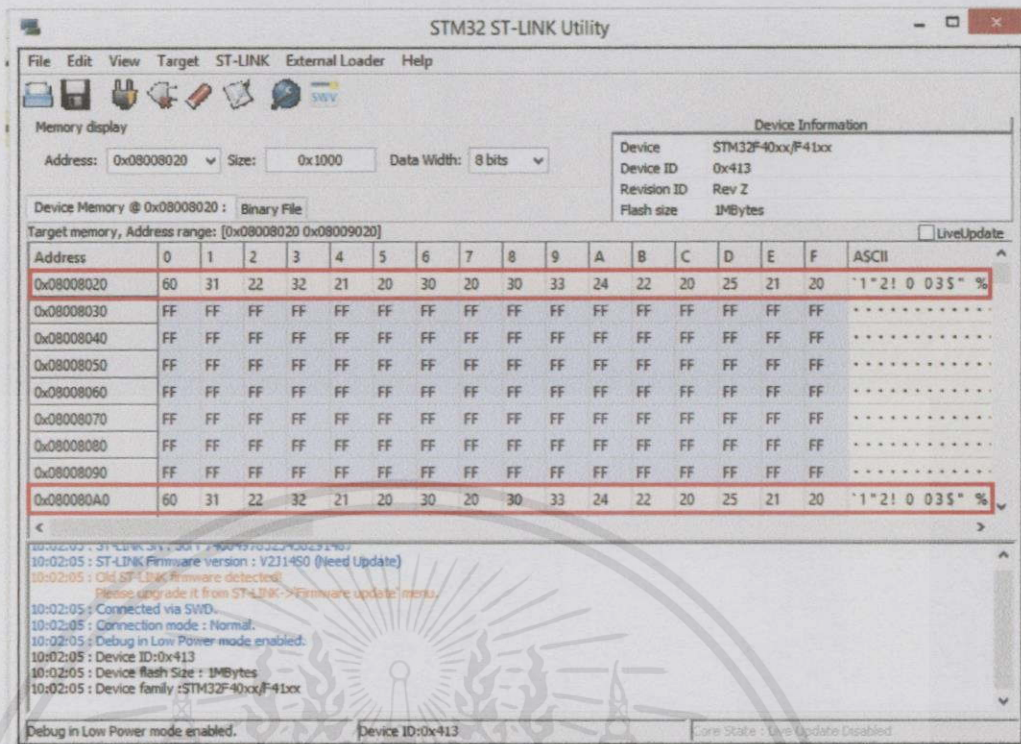 STM32 ST-LINK Utility
File Edit View Target ST-LINK External Loader Help
SWV
Memory display
Address: 0x08008020 Size: 0x1000 Data Width: 8 bits
Device Information
Device STM32F40xx/F41xx
Device ID 0x413
Revision ID Rev Z
Flash size 1MBytes
Device Memory @ 0x08008020 : Binary File
Target memory, Address range: [0x08008020 0x08009020]
LiveUpdate
Address 0 1 2 3 4 5 6 7 8 9 A B C D E F ASCII
0x08008020 60 31 22 32 21 20 30 20 30 33 24 22 20 25 21 20 `1"2! 0 03$" %
0x08008030 FF FF FF FF FF FF FF FF FF FF FF FF FF FF FF FF ............
0x08008040 FF FF FF FF FF FF FF FF FF FF FF FF FF FF FF FF ............
0x08008050 FF FF FF FF FF FF FF FF FF FF FF FF FF FF FF FF ............
0x08008060 FF FF FF FF FF FF FF FF FF FF FF FF FF FF FF FF ............
0x08008070 FF FF FF FF FF FF FF FF FF FF FF FF FF FF FF FF ............
0x08008080 FF FF FF FF FF FF FF FF FF FF FF FF FF FF FF FF ............
0x08008090 FF FF FF FF FF FF FF FF FF FF FF FF FF FF FF FF ............
0x080080A0 60 31 22 32 21 20 30 20 30 33 24 22 20 25 21 20 `1"2! 0 03$" %
10:02:05 : ST-LINK Firmware version : V2J14S0 (Need Update)
10:02:05 : Old ST-LINK firmware detected!
Please upgrade it from ST-LINK->'Firmware update' menu.
10:02:05 : Connected via SWD.
10:02:05 : Connection mode : Normal.
10:02:05 : Debug in Low Power mode enabled.
10:02:05 : Device ID:0x413
10:02:05 : Device flash Size : 1MBytes
10:02:05 : Device family :STM32F40xx/F41xx
Debug in Low Power mode enabled. Device ID:0x413 Core State : Live Update Disabled